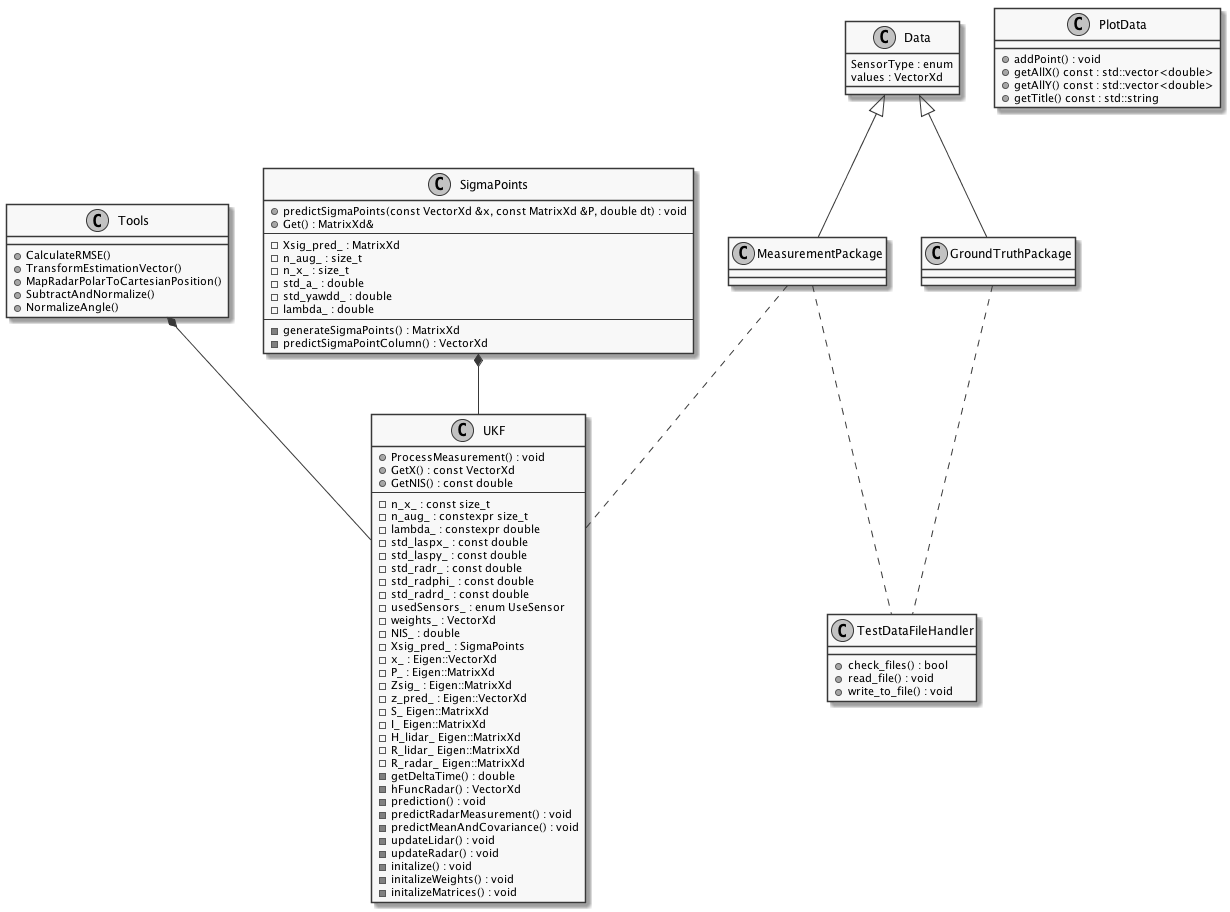 C Data
SensorType : enum
values : VectorXd
C PlotData
addPoint() : void
getAllX() const : std::vector<double>
getAllY() const : std::vector<double>
getTitle() const : std::string
C Tools
CalculateRMSE()
TransformEstimationVector()
MapRadarPolarToCartesianPosition()
SubtractAndNormalize()
NormalizeAngle()
C SigmaPoints
predictSigmaPoints(const VectorXd &x, const MatrixXd &P, double dt) : void
Get() : MatrixXd&
Xsig_pred_ : MatrixXd
n_aug_ : size_t
n_x_ : size_t
std_a_ : double
std_yawdd_ : double
lambda_ : double
generateSigmaPoints() : MatrixXd
predictSigmaPointColumn() : VectorXd
C MeasurementPackage
C GroundTruthPackage
C UKF
ProcessMeasurement() : void
GetX() : const VectorXd
GetNIS() : const double
n_x_ : const size_t
n_aug_ : constexpr size_t
lambda_ : constexpr double
std_laspx_ : const double
std_laspy_ : const double
std_radr_ : const double
std_radphi_ : const double
std_radrd_ : const double
usedSensors_ : enum UseSensor
weights_ : VectorXd
NIS_ : double
Xsig_pred_ : SigmaPoints
x_ : Eigen::VectorXd
P_ : Eigen::MatrixXd
Zsig_ : Eigen::MatrixXd
z_pred_ : Eigen::VectorXd
S_ Eigen::MatrixXd
I_ Eigen::MatrixXd
H_lidar_ Eigen::MatrixXd
R_lidar_ Eigen::MatrixXd
R_radar_ Eigen::MatrixXd
getDeltaTime() : double
hFuncRadar() : VectorXd
prediction() : void
predictRadarMeasurement() : void
predictMeanAndCovariance() : void
updateLidar() : void
updateRadar() : void
initalize() : void
initalizeWeights() : void
initalizeMatrices() : void
C TestDataFileHandler
check_files() : bool
read_file() : void
write_to_file() : void